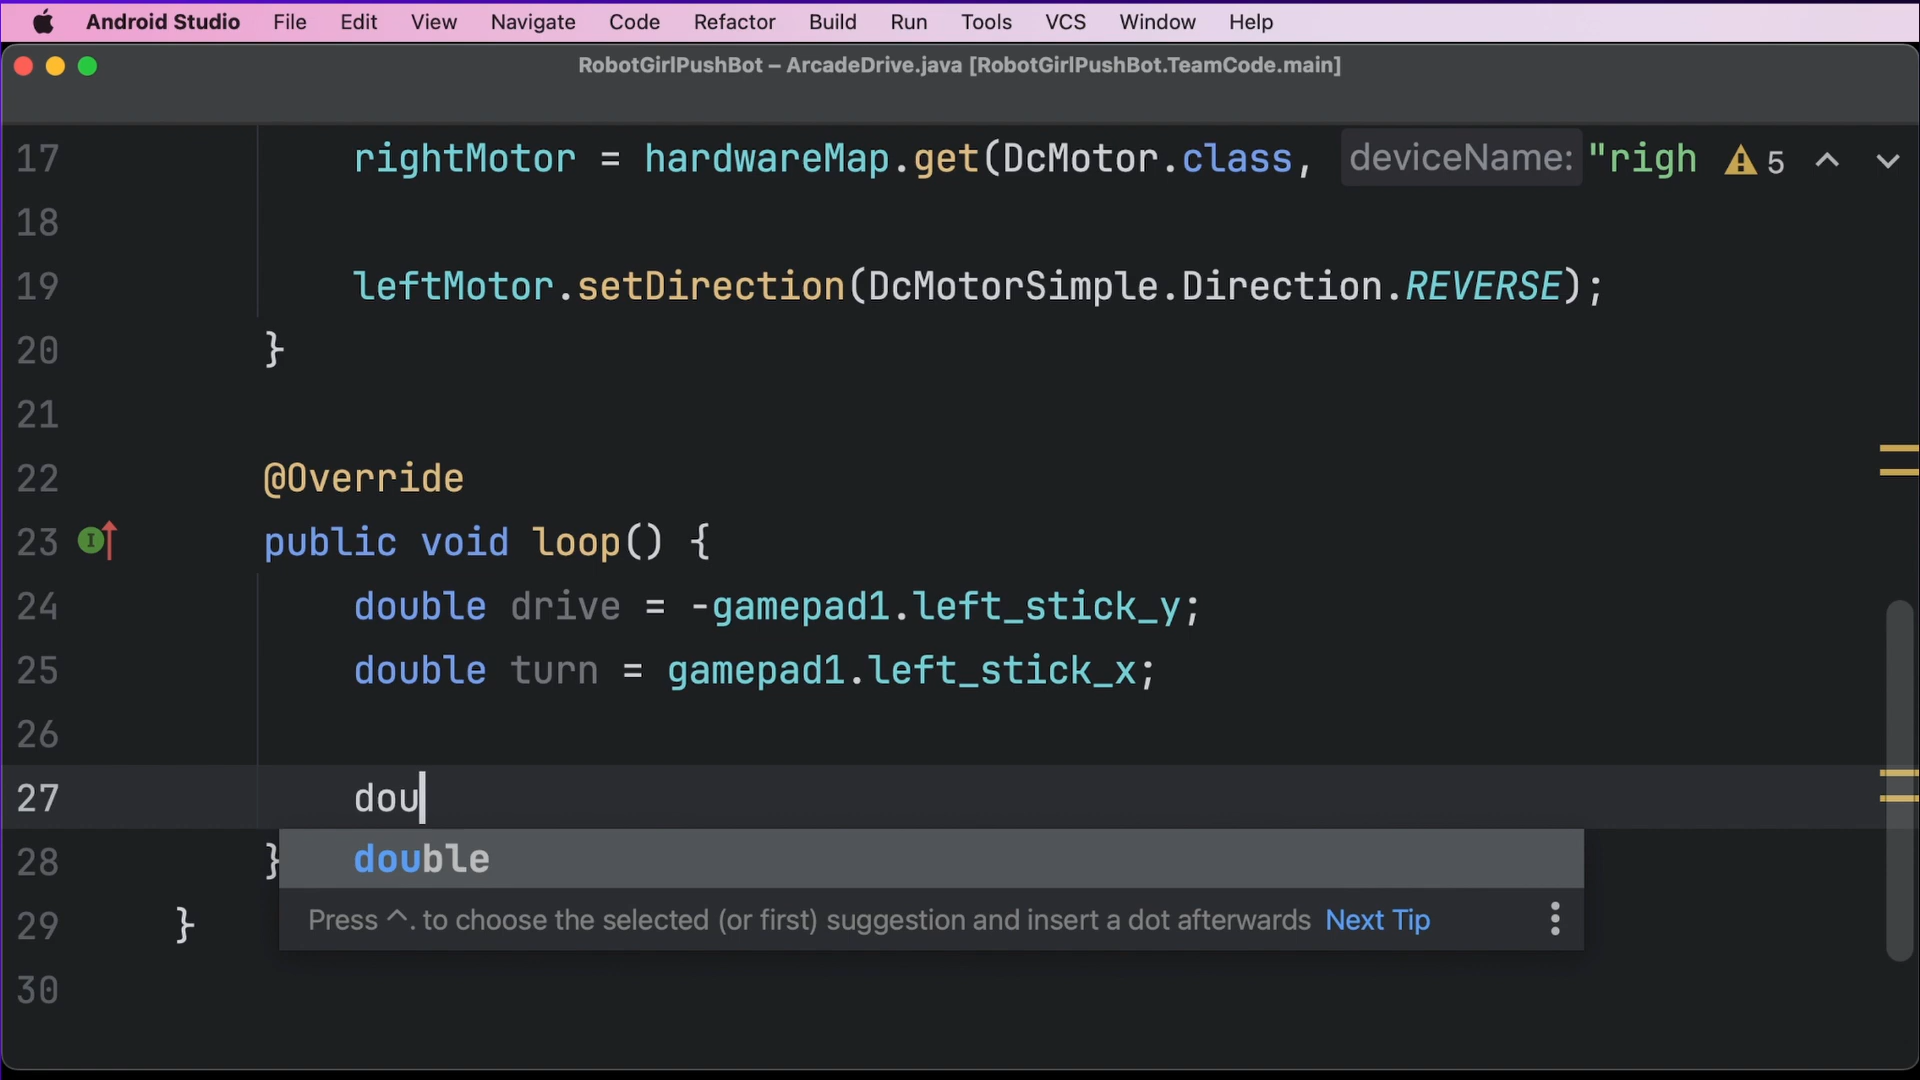 Android Studio File Edit View Navigate Code Refactor Build Run Tools VCS Window Help
RobotGirlPushBot – ArcadeDrive.java [RobotGirlPushBot.TeamCode.main]
17 rightMotor = hardwareMap.get(DcMotor.class, deviceName: "righ 5
18
19 leftMotor.setDirection(DcMotorSimple.Direction.REVERSE);
20 }
21
22 @Override
23 public void loop() {
24 double drive = -gamepad1.left_stick_y;
25 double turn = gamepad1.left_stick_x;
26
27 dou
28 } double
Press ^. to choose the selected (or first) suggestion and insert a dot afterwards Next Tip
29 }
30